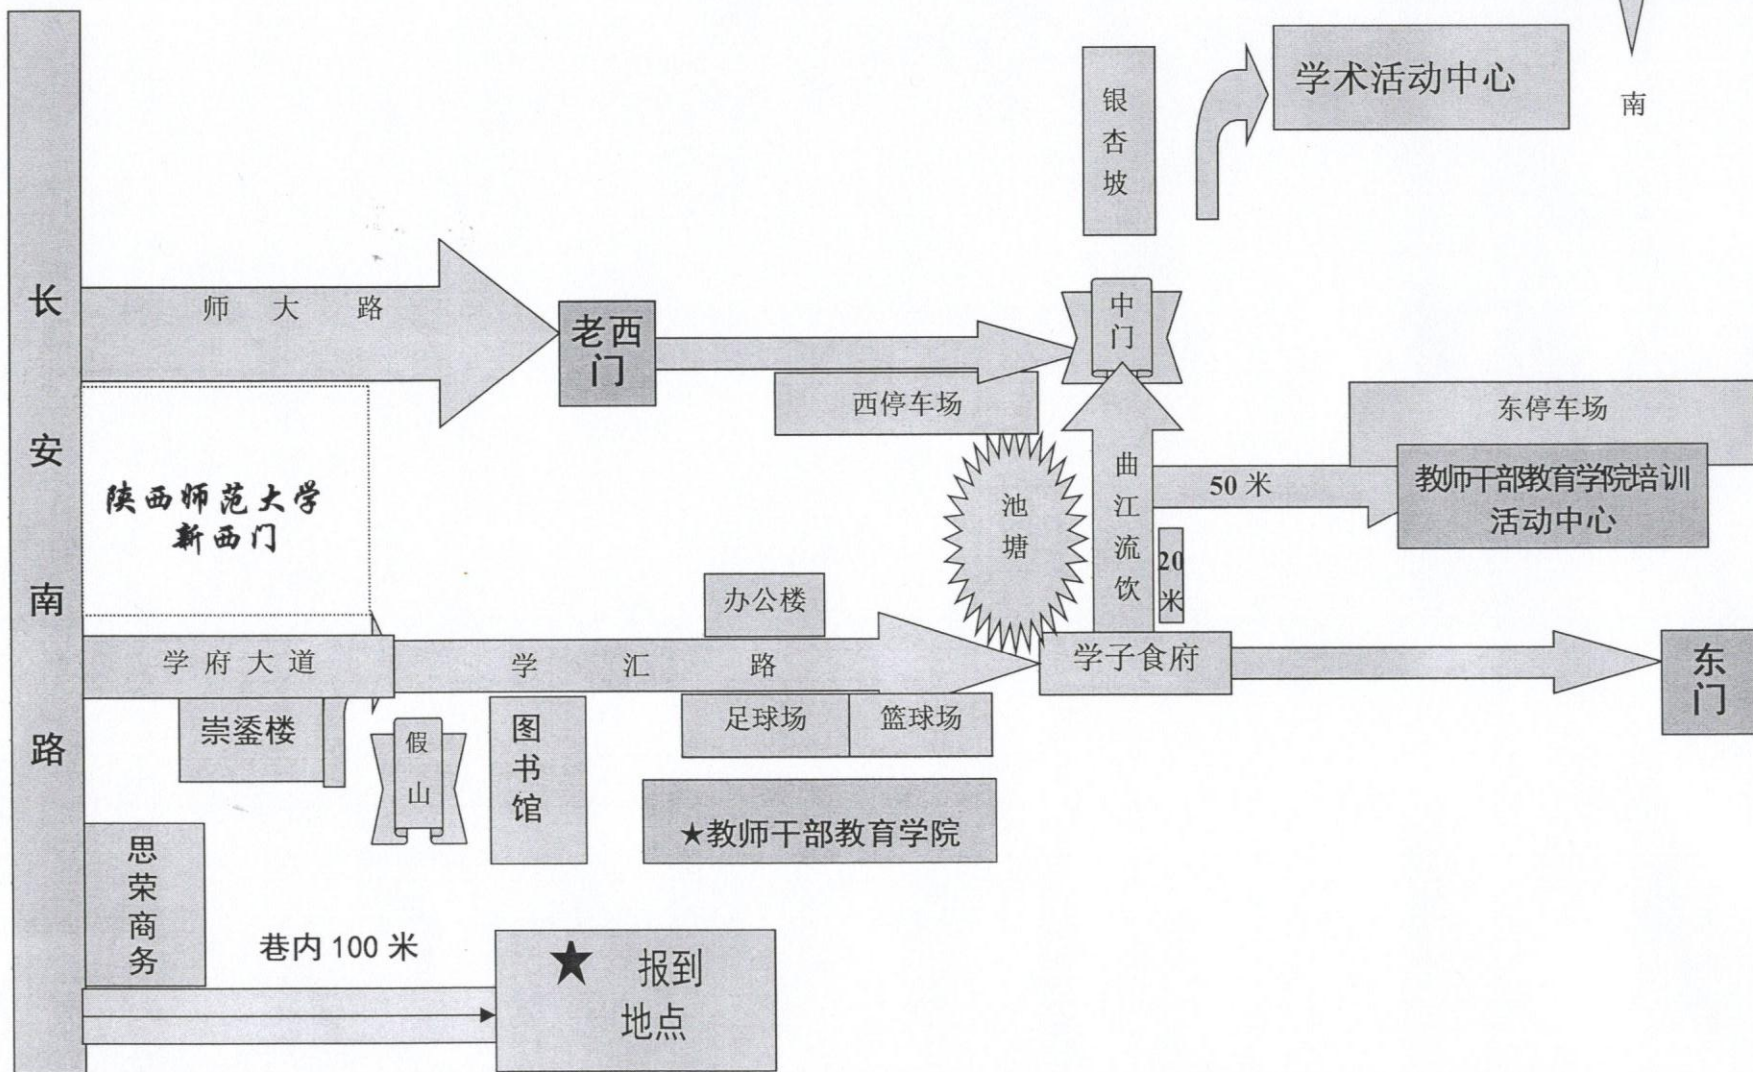 学术活动中心
南
银杏坡
长安南路
师大路
中门
老西
门
西停车场
东停车场
曲江流饮
50 米
教师干部教育学院培训
活动中心
陕西师范大学
新西门
池塘
20
米
办公楼
学府大道
学汇路
学子食府
东门
崇鋈楼
假山
图书馆
足球场
篮球场
★教师干部教育学院
思荣商务
巷内 100 米
★ 报到
地点